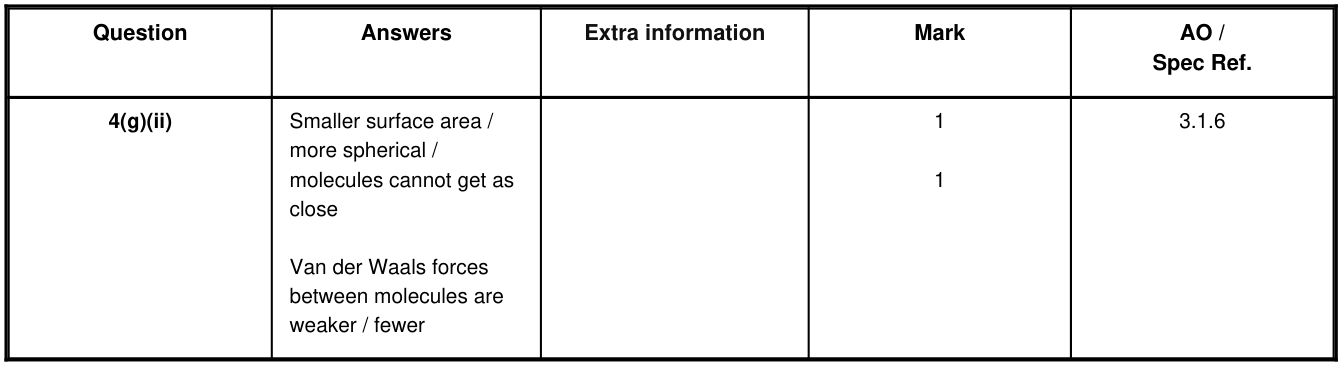 Question Answers Extra information Mark AO /
Spec Ref.
4(g)(ii) Smaller surface area / 1 3.1.6
more spherical /
molecules cannot get as 1
close
Van der Waals forces
between molecules are
weaker / fewer